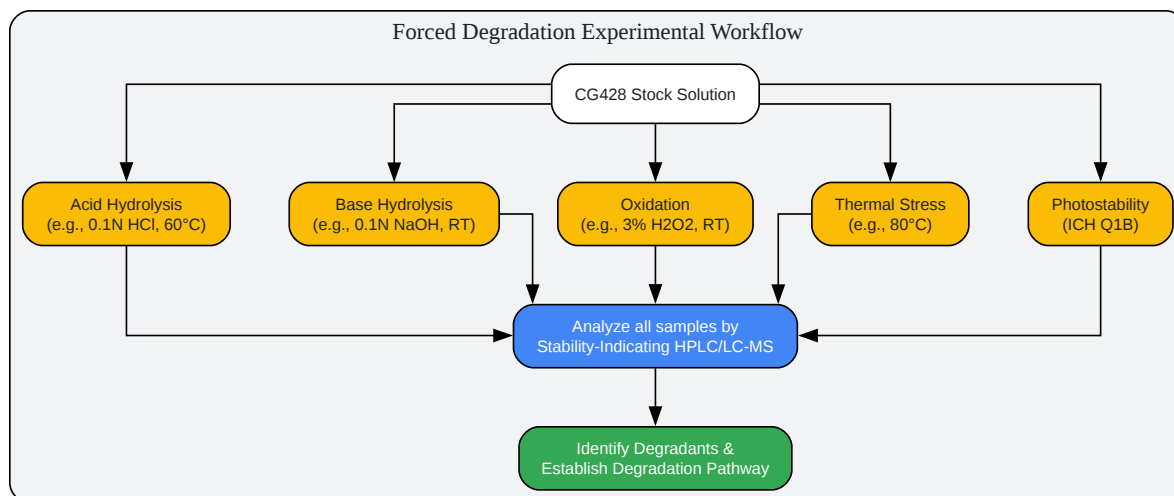 Forced Degradation Experimental Workflow
CG428 Stock Solution
Acid Hydrolysis
(e.g., 0.1N HCl, 60°C)
Base Hydrolysis
(e.g., 0.1N NaOH, RT)
Oxidation
(e.g., 3% H2O2, RT)
Thermal Stress
(e.g., 80°C)
Photostability
(ICH Q1B)
Analyze all samples by
Stability-Indicating HPLC/LC-MS
Identify Degradants &
Establish Degradation Pathway